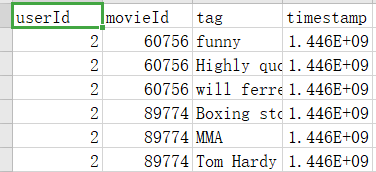 userId movieId tag timestamp
2 60756 funny 1.446E+09
2 60756 Highly quo 1.446E+09
2 60756 will ferre 1.446E+09
2 89774 Boxing sto 1.446E+09
2 89774 MMA 1.446E+09
2 89774 Tom Hardy 1.446E+09